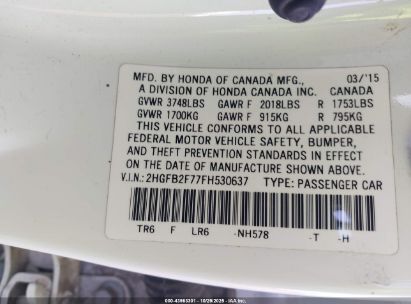 MFD. BY HONDA OF CANADA MFG., 03/'15
A DIVISION OF HONDA CANADA INC. CANADA
GVWR 3748LBS GAWR F 2018LBS R 1753LBS
GVWR 1700KG GAWR F 915KG R 795KG
THIS VEHICLE CONFORMS TO ALL APPLICABLE
FEDERAL MOTOR VEHICLE SAFETY, BUMPER,
AND THEFT PREVENTION STANDARDS IN EFFECT
ON THE DATE OF MANUFACTURE SHOWN ABOVE.
V.I.N.: 2HGFB2F77FH530637 TYPE: PASSENGER CAR
TR6 F LR6 -NH578 -T -H